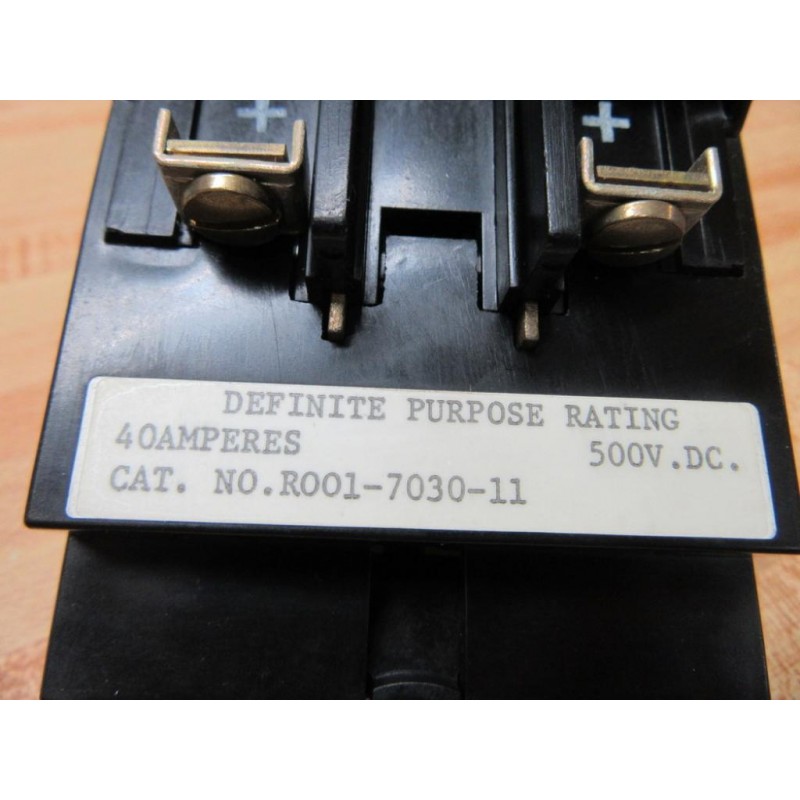 + +
DEFINITE PURPOSE RATING
40AMPERES 500V.DC.
CAT. NO.R001-7030-11